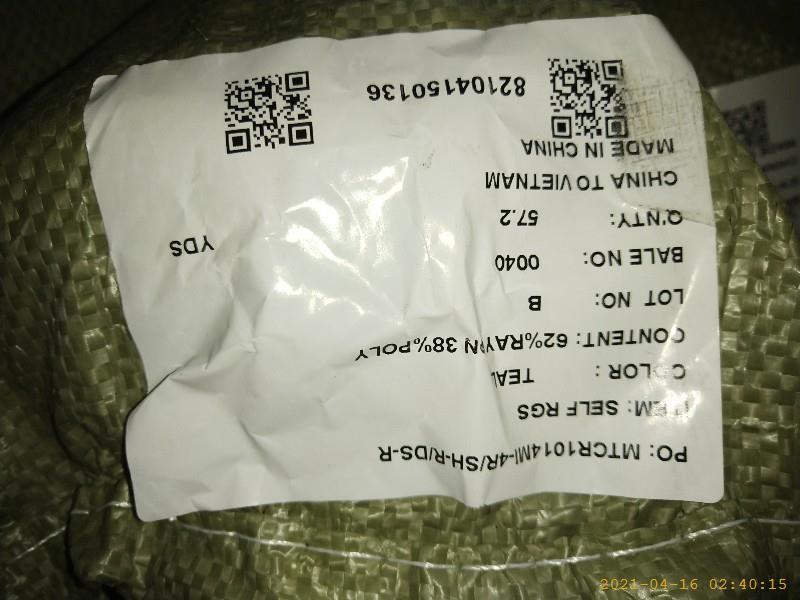 PO: MTCR1014MI-4R/SH-R/DS-R
ITEM: SELF RGS
COLOR : TEAL
CONTENT: 62%RAYN 38%POLY
LOT NO: B
BALE NO: 0040
Q'NTY: 57.2 YDS
CHINA TO VIETNAM
MADE IN CHINA
82104150136
2021-04-16 02:40:15